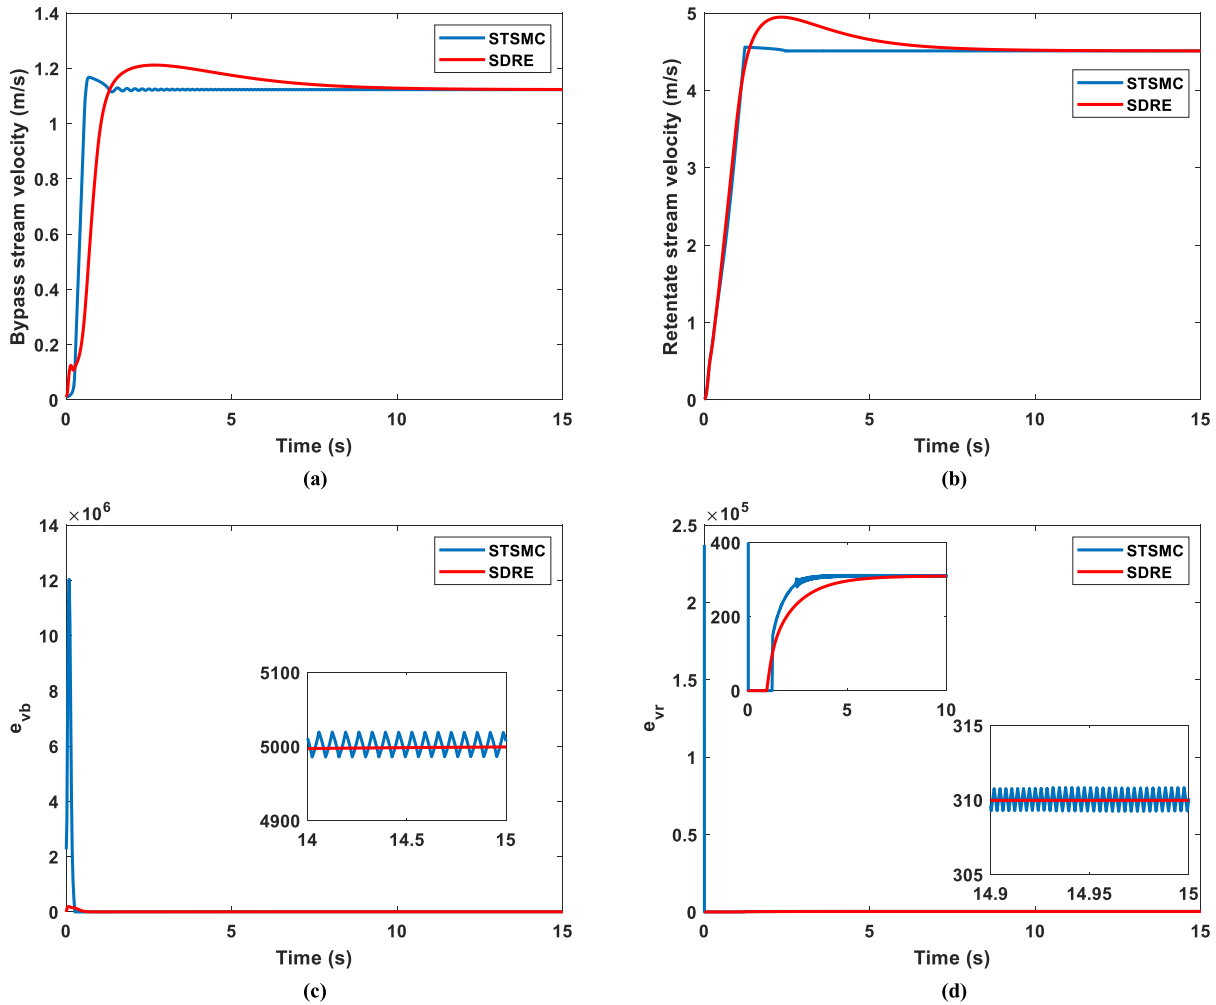 1.4
1.2
1
0.8
0.6
0.4
0.2
0
Bypass stream velocity (m/s)
STSMC
SDRE
0 5 10 15
Time (s)
(a)
5
4
3
2
1
0
Retentate stream velocity (m/s)
STSMC
SDRE
0 5 10 15
Time (s)
(b)
×10⁶
14
12
10
8
6
4
2
0
e_vb
STSMC
SDRE
5100
5000
4900
14 14.5 15
0 5 10 15
Time (s)
(c)
×10⁵
2.5
2
1.5
1
0.5
0
e_vr
STSMC
SDRE
400
200
0
0 5 10
315
310
305
14.9 14.95 15
0 5 10 15
Time (s)
(d)